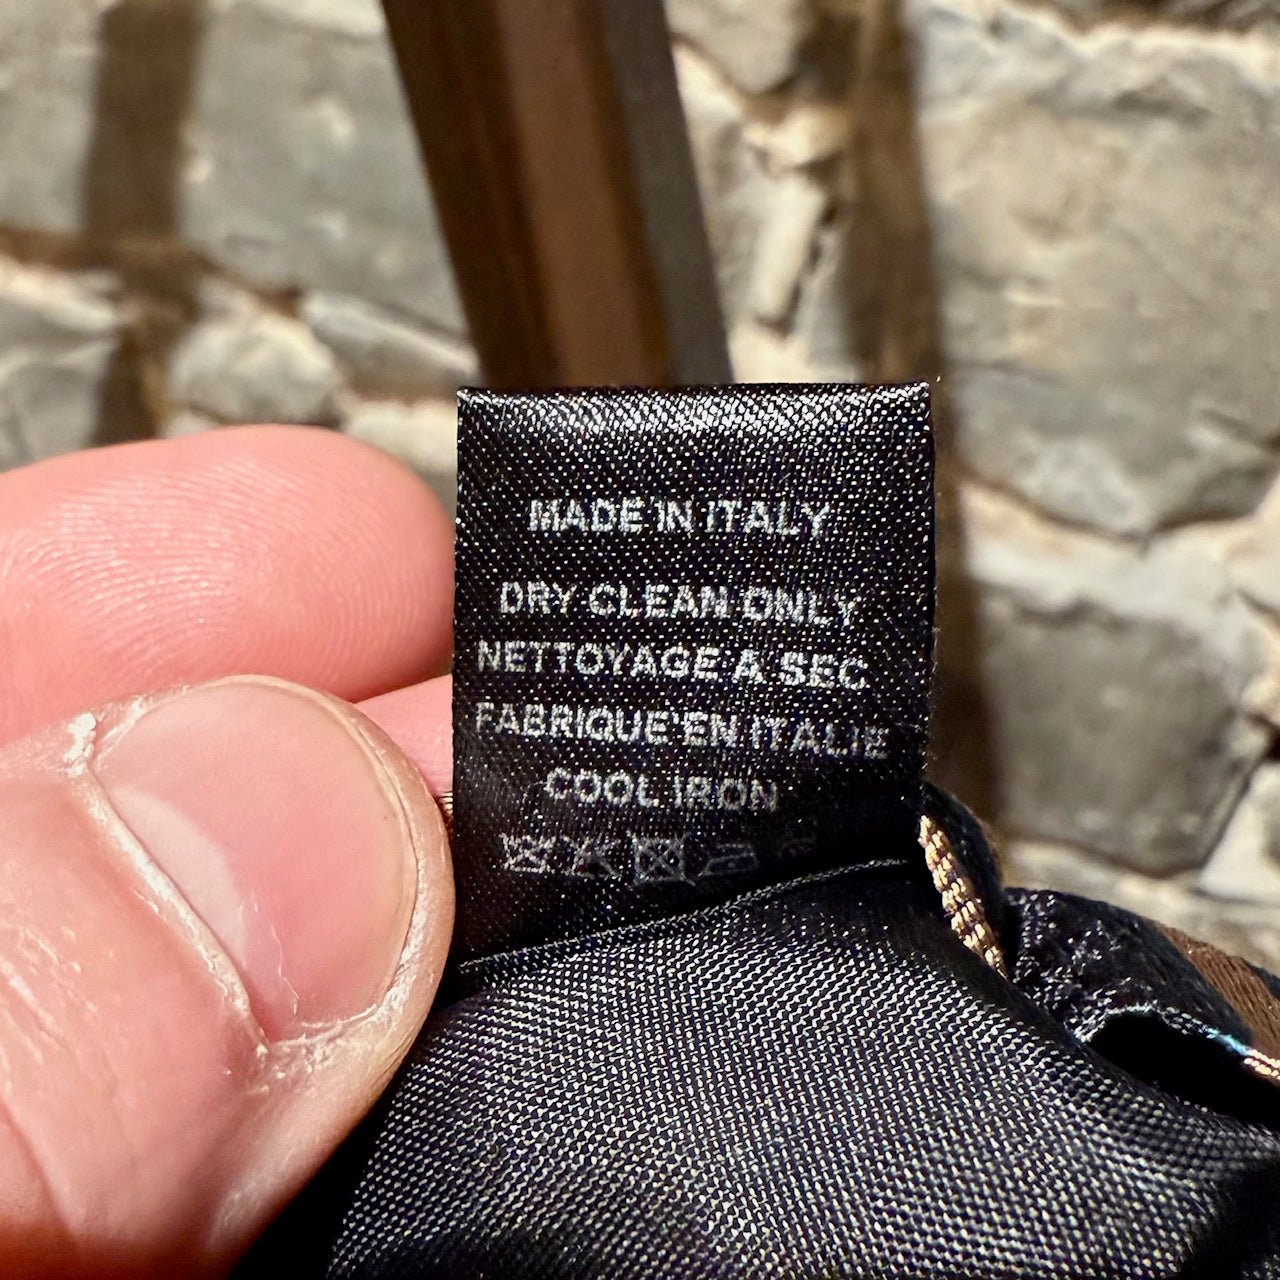 MADE IN ITALY
DRY CLEAN ONLY
NETTOYAGE A SEC
FABRIQUE'EN ITALIE
COOL IRON